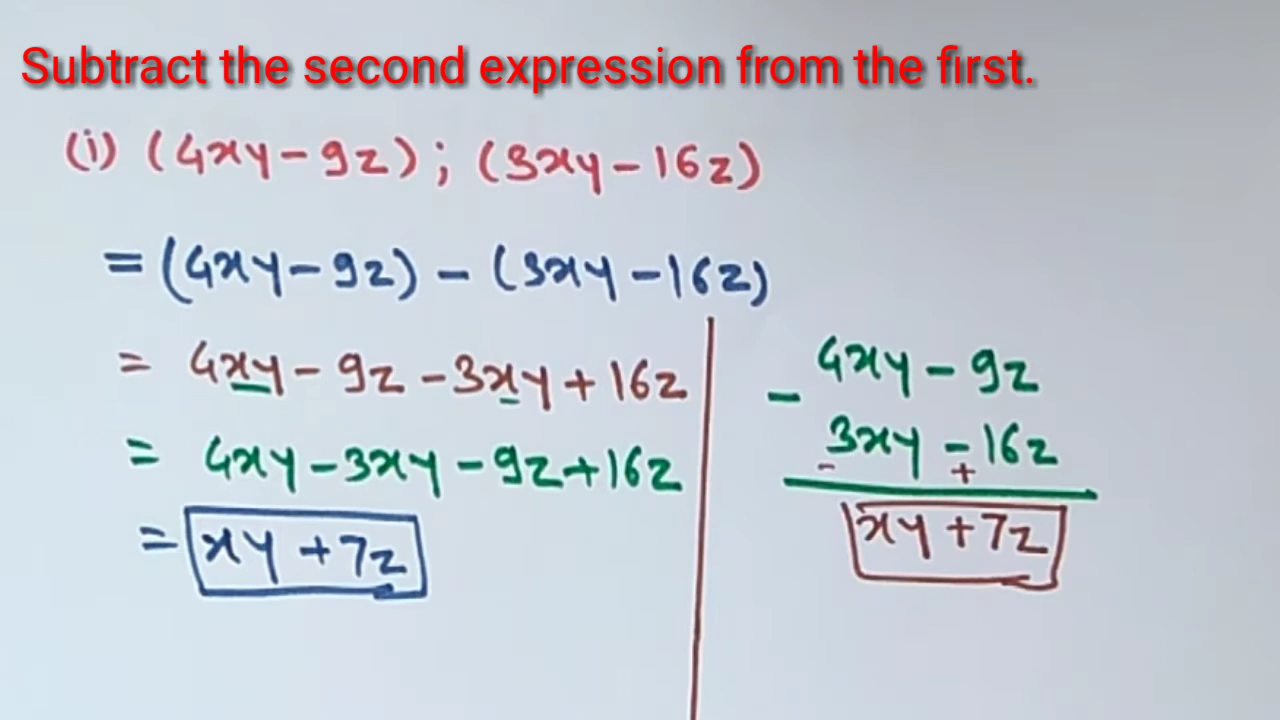 Subtract the second expression from the first.
(i) (4xy - 9z) ; (3xy - 16z)
= (4xy - 9z) - (3xy - 16z)
= 4xy - 9z - 3xy + 16z
= 4xy - 3xy - 9z + 16z
= xy + 7z
4xy - 9z
-
3xy - 16z
- +
xy + 7z